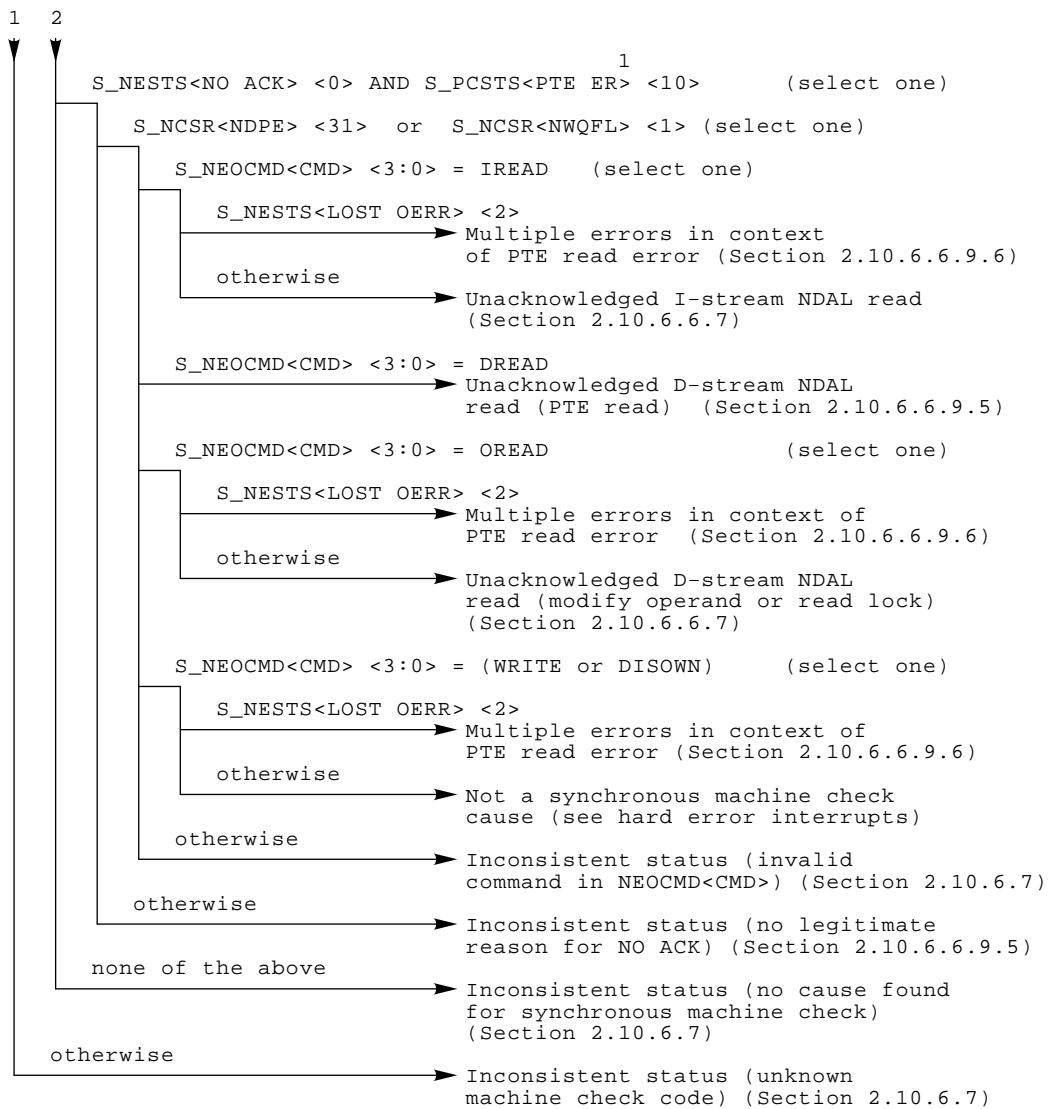 1 2
1
S_NESTS<NO ACK> <0> AND S_PCSTS<PTE ER> <10> (select one)
S_NCSR<NDPE> <31> or S_NCSR<NWQFL> <1> (select one)
S_NEOCMD<CMD> <3:0> = IREAD (select one)
S_NESTS<LOST OERR> <2>
Multiple errors in context
of PTE read error (Section 2.10.6.6.9.6)
otherwise
Unacknowledged I-stream NDAL read
(Section 2.10.6.6.7)
S_NEOCMD<CMD> <3:0> = DREAD
Unacknowledged D-stream NDAL
read (PTE read) (Section 2.10.6.6.9.5)
S_NEOCMD<CMD> <3:0> = OREAD (select one)
S_NESTS<LOST OERR> <2>
Multiple errors in context of
PTE read error (Section 2.10.6.6.9.6)
otherwise
Unacknowledged D-stream NDAL
read (modify operand or read lock)
(Section 2.10.6.6.7)
S_NEOCMD<CMD> <3:0> = (WRITE or DISOWN) (select one)
S_NESTS<LOST OERR> <2>
Multiple errors in context of
PTE read error (Section 2.10.6.6.9.6)
otherwise
Not a synchronous machine check
cause (see hard error interrupts)
otherwise
Inconsistent status (invalid
command in NEOCMD<CMD>) (Section 2.10.6.7)
otherwise
Inconsistent status (no legitimate
reason for NO ACK) (Section 2.10.6.6.9.5)
none of the above
Inconsistent status (no cause found
for synchronous machine check)
(Section 2.10.6.7)
otherwise
Inconsistent status (unknown
machine check code) (Section 2.10.6.7)